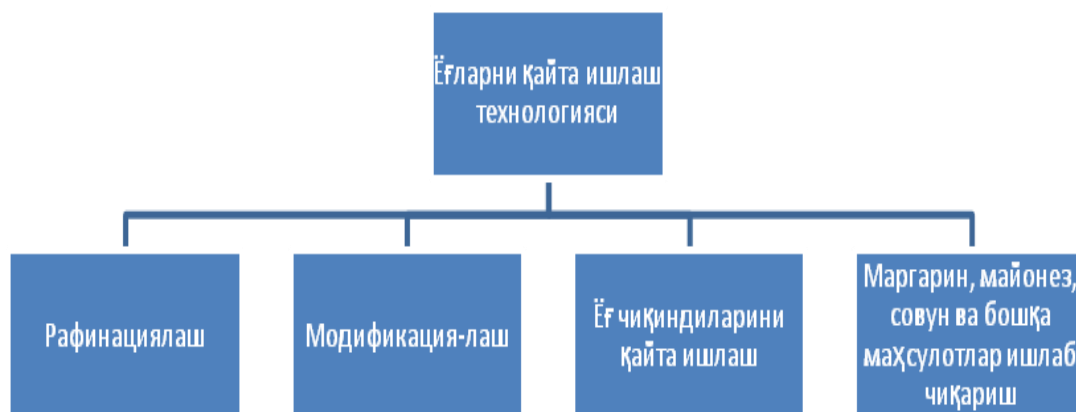 Ёғларни қайта ишлаш
технологияси
Рафинациялаш
Модификация-лаш
Ёғ чиқиндиларини
қайта ишлаш
Маргарин, майонез,
совун ва бошқа
маҳсулотлар ишлаб
чиқариш